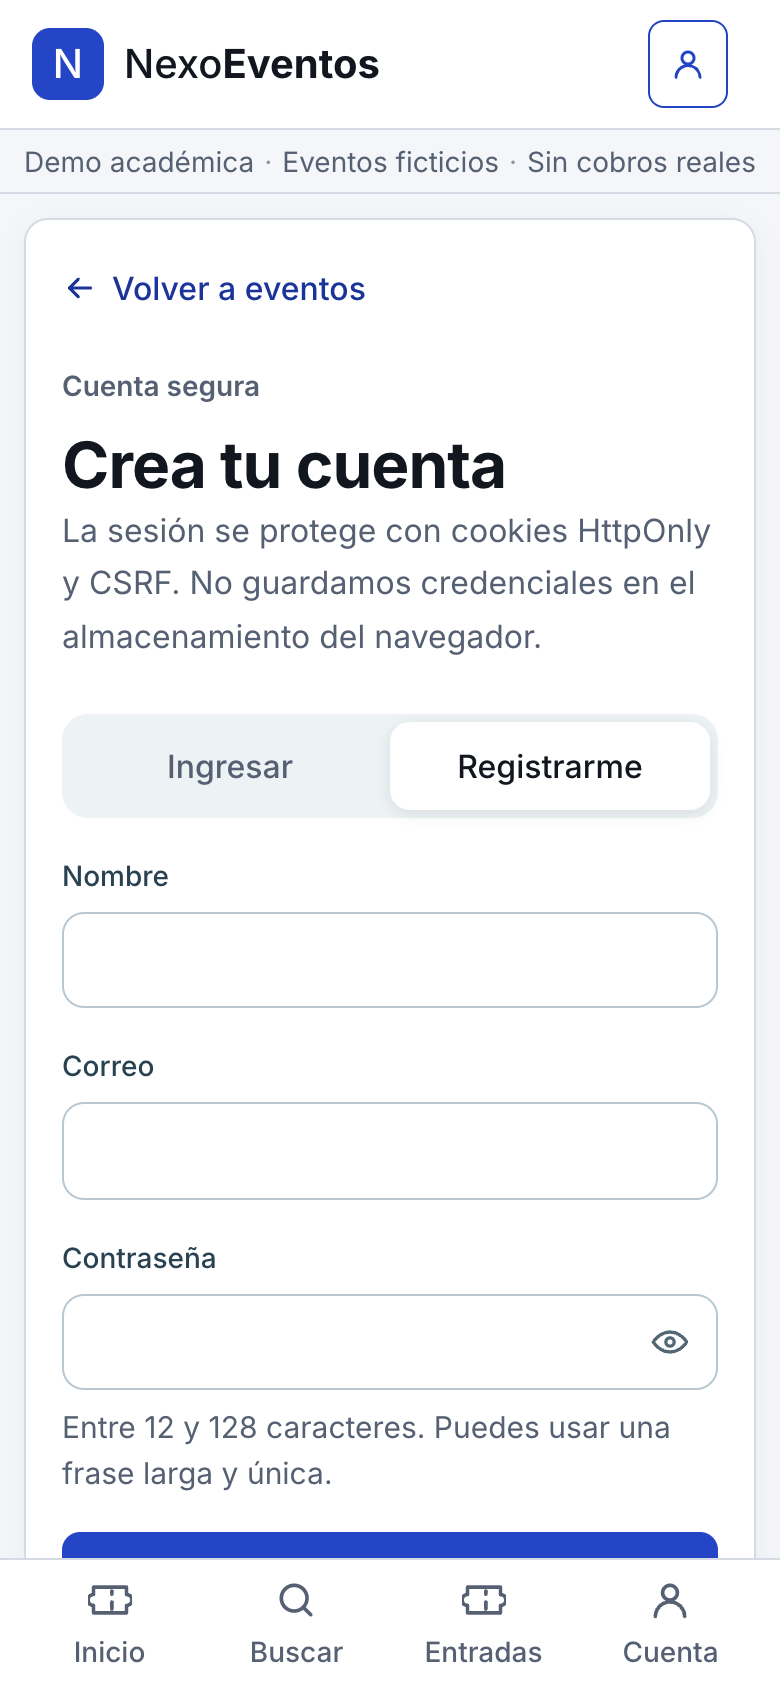 N NexoEventos
Demo académica · Eventos ficticios · Sin cobros reales
← Volver a eventos
Cuenta segura
Crea tu cuenta
La sesión se protege con cookies HttpOnly
y CSRF. No guardamos credenciales en el
almacenamiento del navegador.
Ingresar Registrarme
Nombre
Correo
Contraseña
Entre 12 y 128 caracteres. Puedes usar una
frase larga y única.
Inicio Buscar Entradas Cuenta